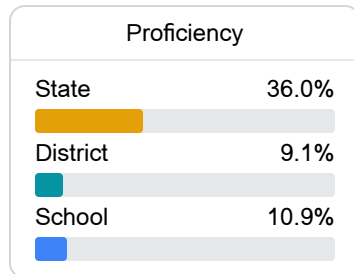 Proficiency
State 36.0%
District 9.1%
School 10.9%